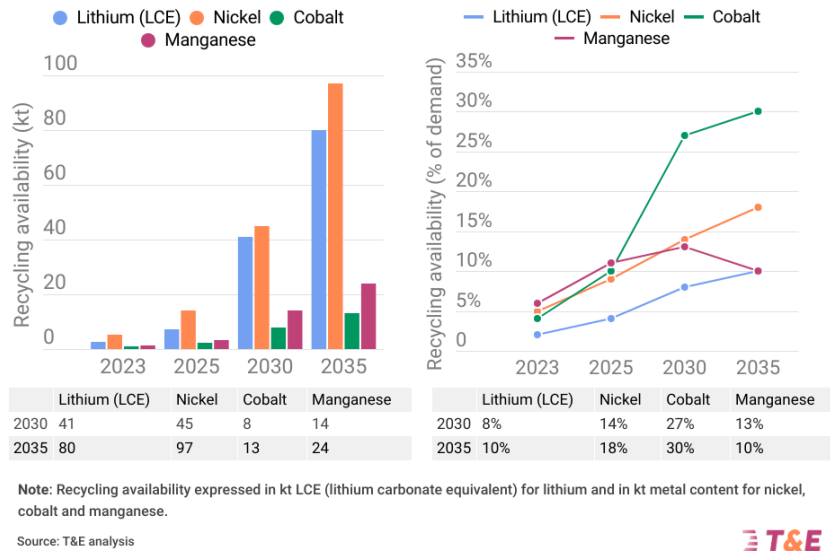 Lithium (LCE) Nickel Cobalt
Manganese
Recycling availability (kt)
100
80
60
40
20
0
2023 2025 2030 2035
Lithium (LCE) Nickel Cobalt Manganese
2030 41 45 8 14
2035 80 97 13 24
Lithium (LCE) Nickel Cobalt
Manganese
Recycling availability (% of demand)
35%
30%
25%
20%
15%
10%
5%
0
2023 2025 2030 2035
Lithium (LCE) Nickel Cobalt Manganese
2030 8% 14% 27% 13%
2035 10% 18% 30% 10%
Note: Recycling availability expressed in kt LCE (lithium carbonate equivalent) for lithium and in kt metal content for nickel,
cobalt and manganese.
Source: T&E analysis
T&E